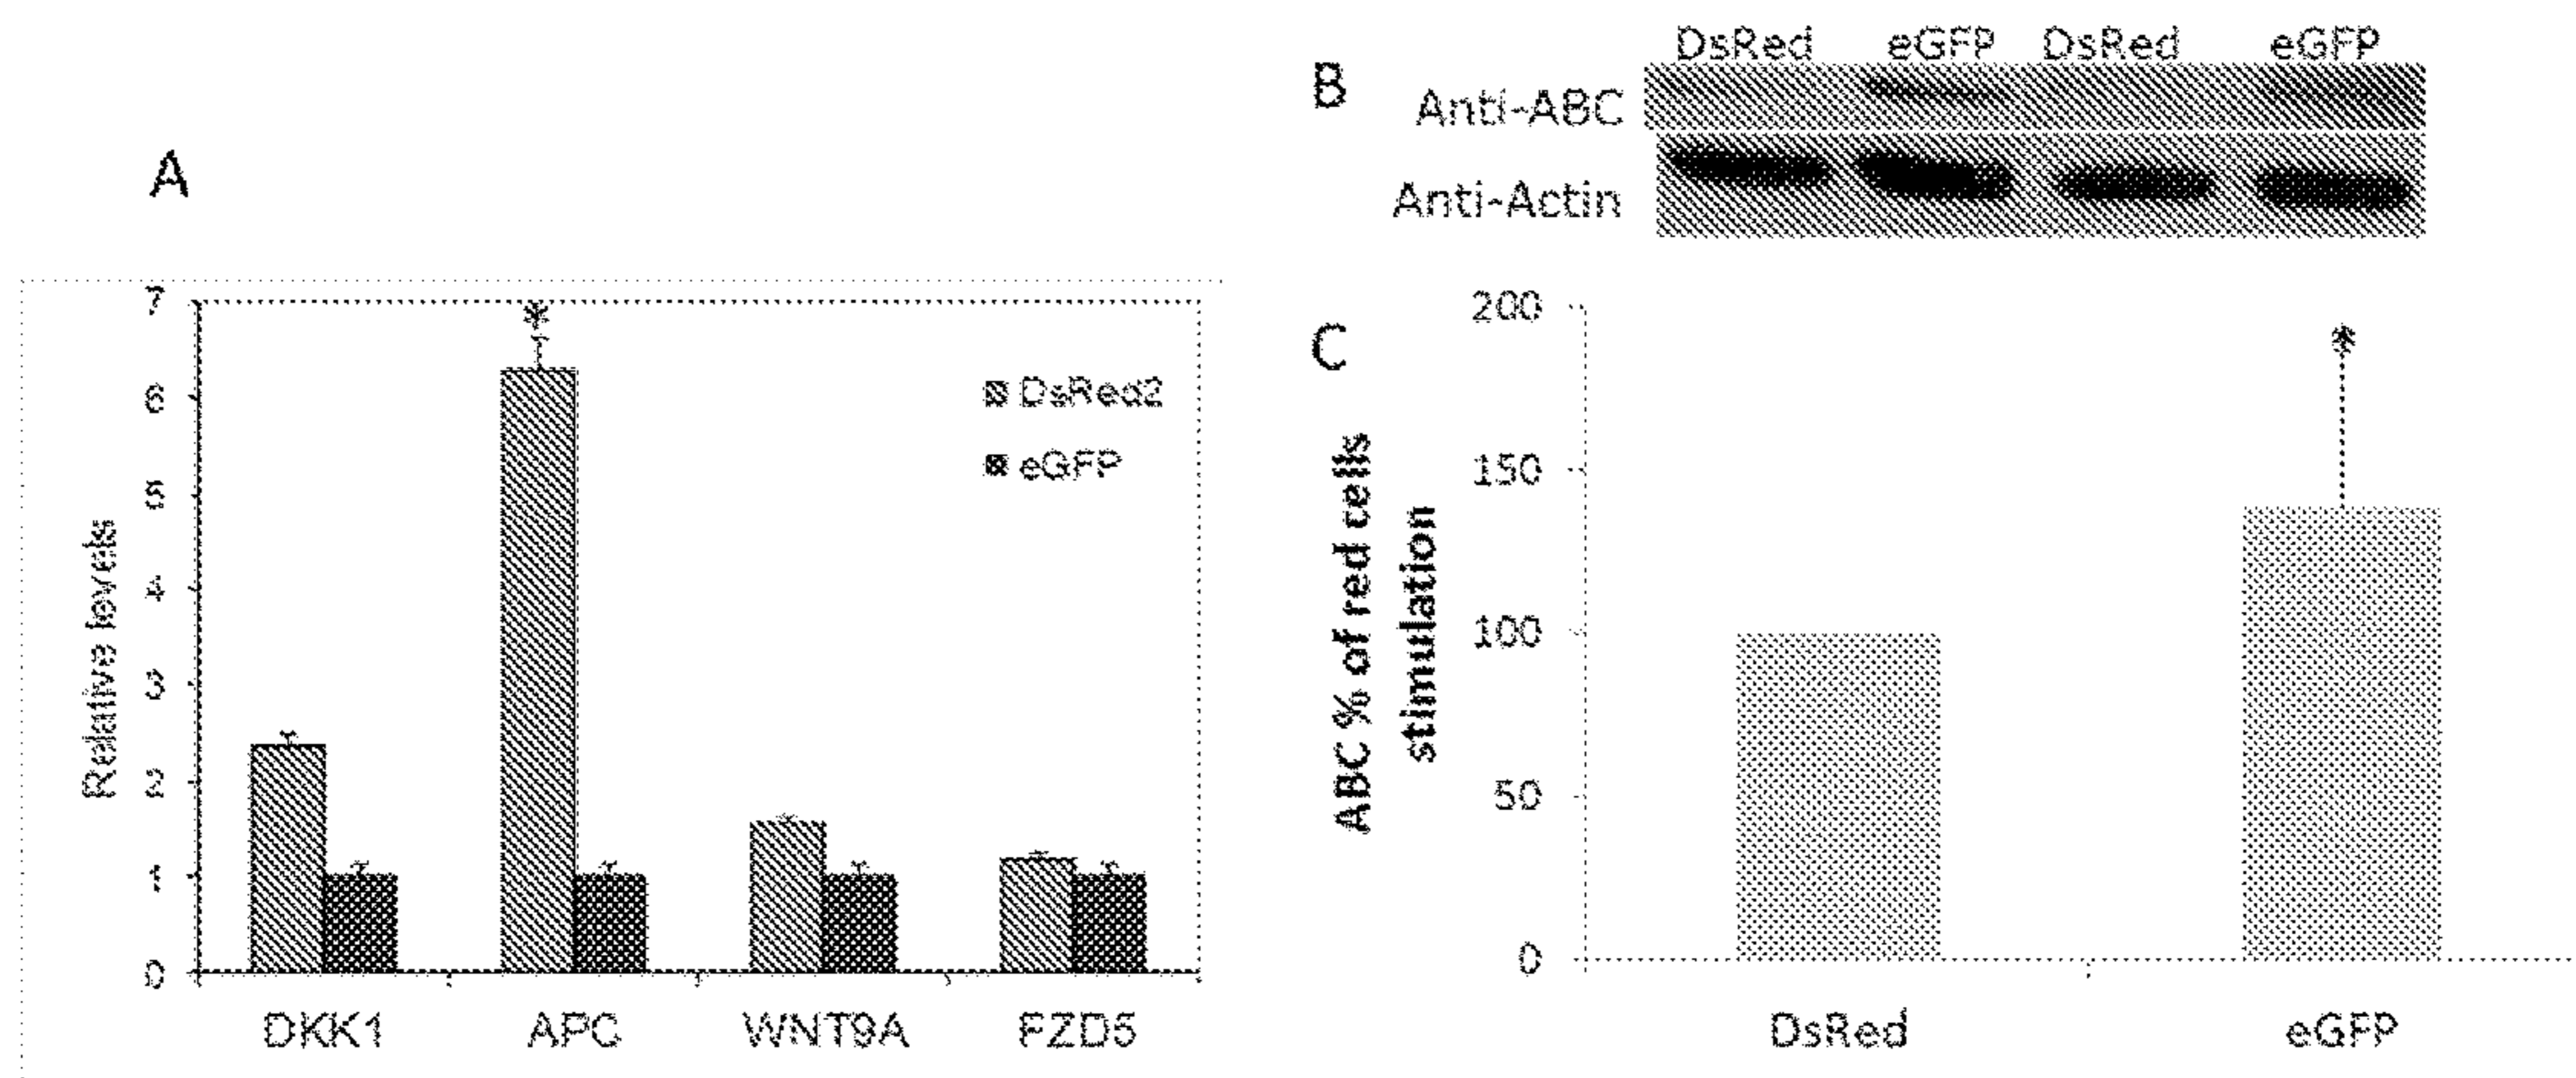 A
7
6
5
4
3
2
1
0
Relative levels
*
DsRed2
eGFP
DKK1 APC WNT9A FZD5
B
DsRed eGFP DsRed eGFP
Anti-ABC
Anti-Actin
C
200
150
100
50
0
ABC % of red cells
stimulation
*
DsRed eGFP